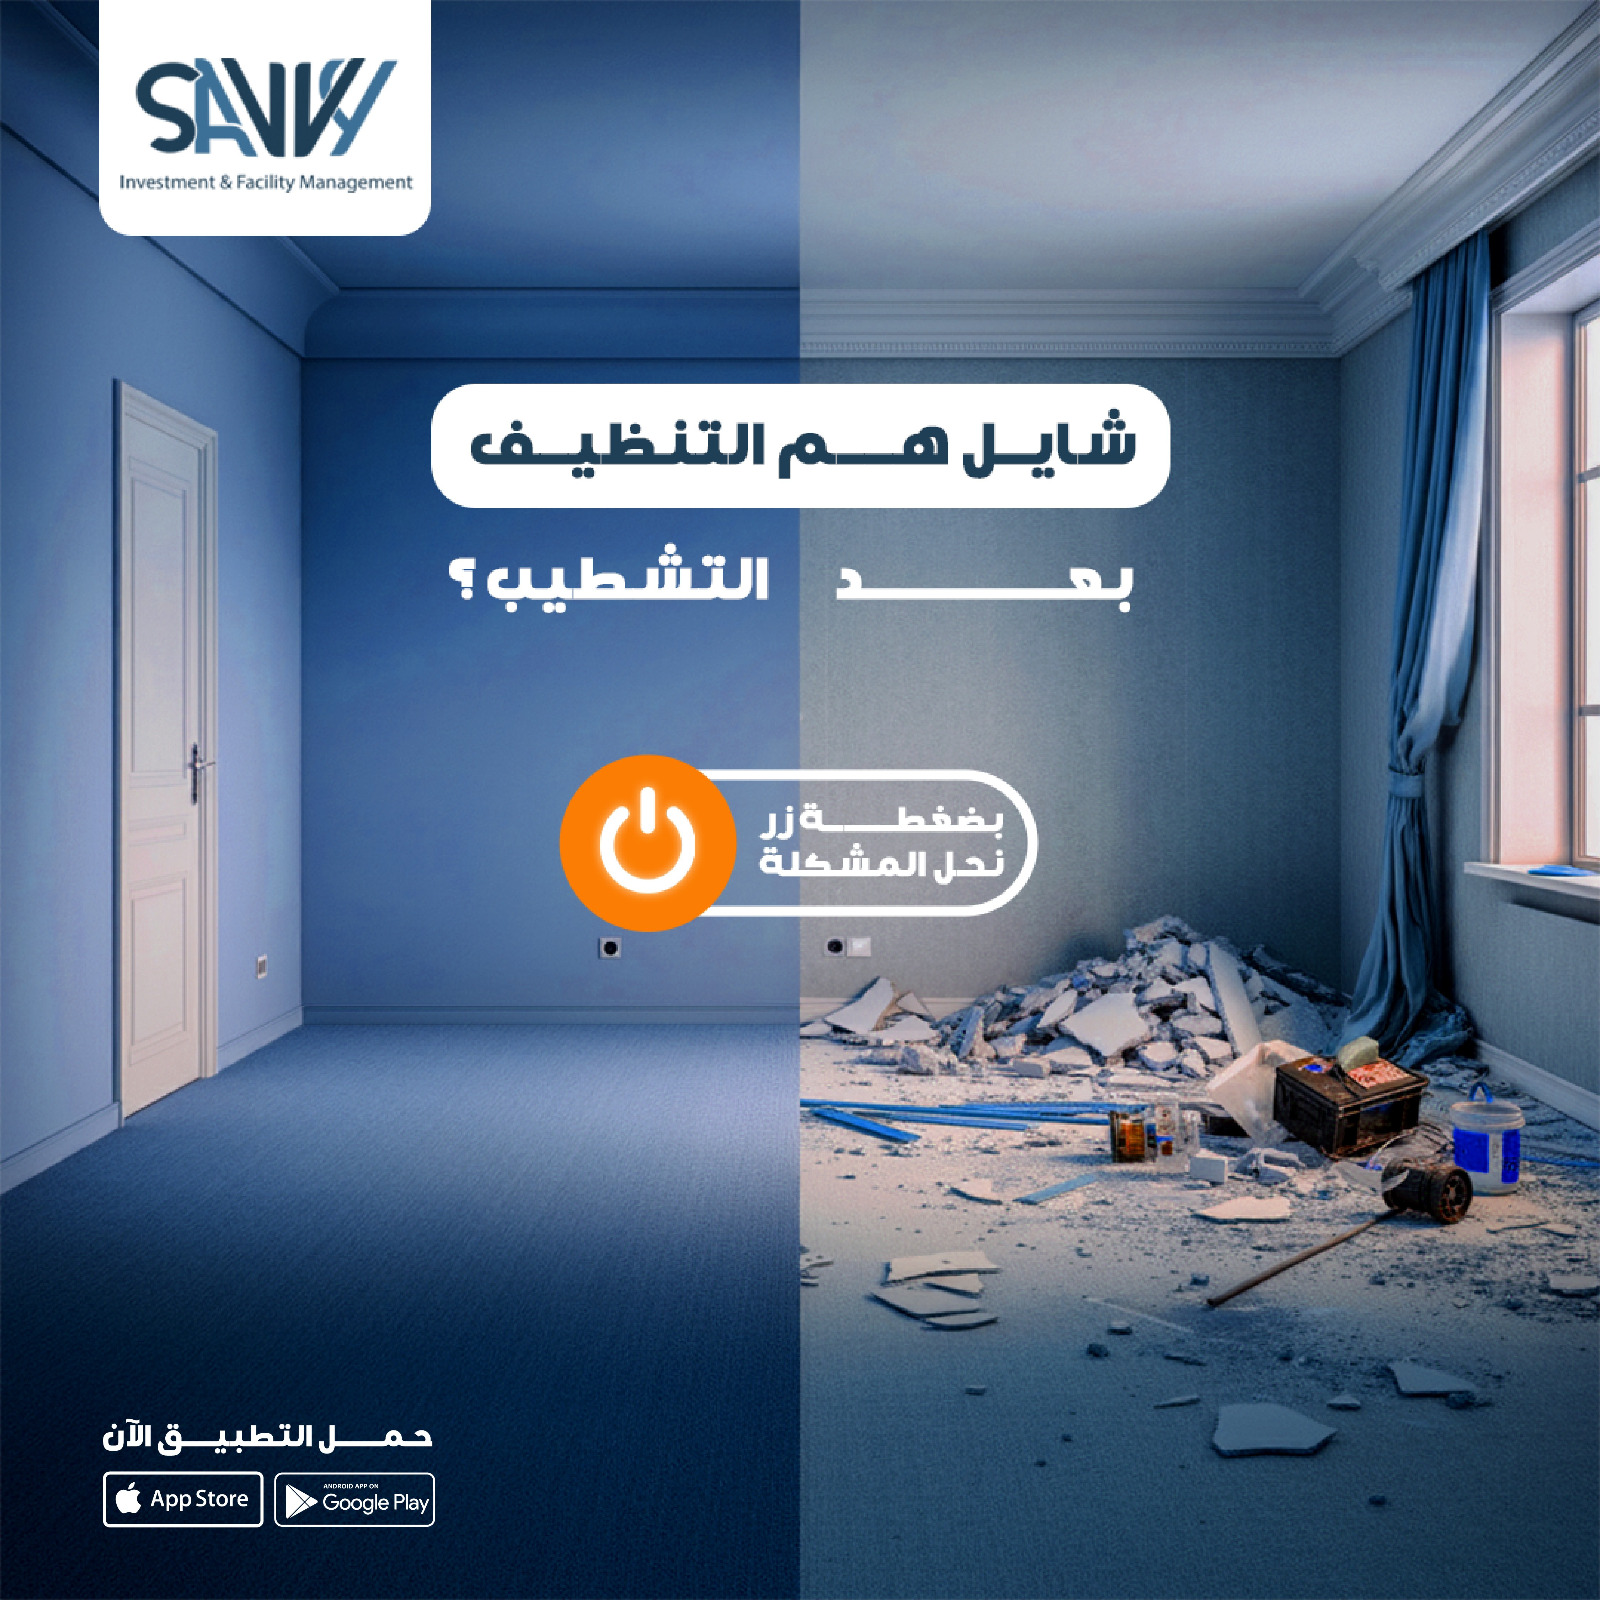 SAVVY
Investment & Facility Management
شايل هم التنظيف
بعد التشطيب؟
بضغطة زر
نحل المشكلة
حمل التطبيق الآن
App Store
ANDROID APP ON
Google Play